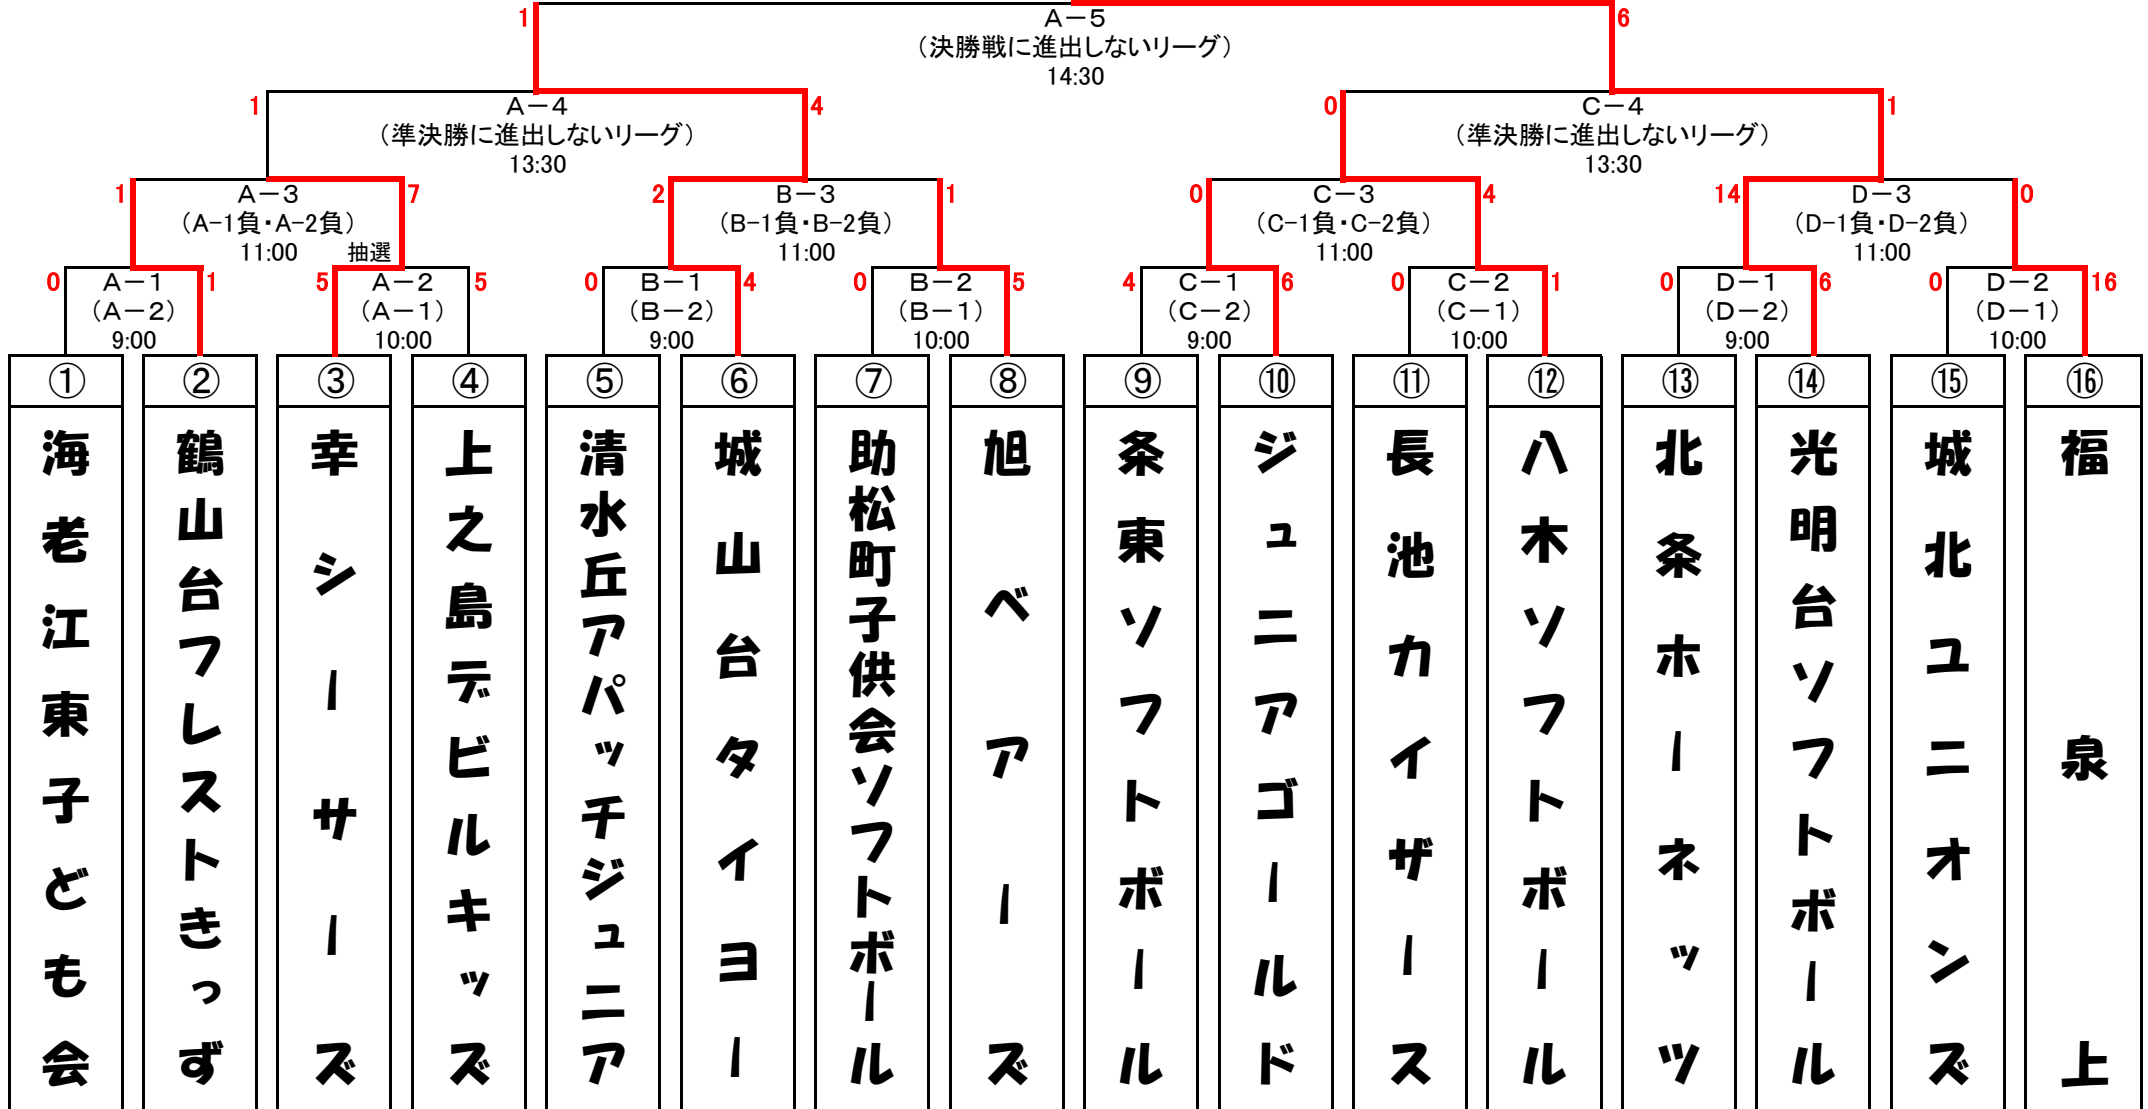 1 A－5 6
（決勝戦に進出しないリーグ）
14:30
1 A－4 4 0 C－4 1
（準決勝に進出しないリーグ） （準決勝に進出しないリーグ）
13:30 13:30
1 A－3 7 2 B－3 1 0 C－3 4 14 D－3 0
（A-1負・A-2負） （B-1負・B-2負） （C-1負・C-2負） （D-1負・D-2負）
11:00 抽選 11:00 11:00 11:00
0 A－1 1 5 A－2 5 0 B－1 4 0 B－2 5 4 C－1 6 0 C－2 1 0 D－1 6 0 D－2 16
（A－2） （A－1） （B－2） （B－1） （C－2） （C－1） （D－2） （D－1）
9:00 10:00 9:00 10:00 9:00 10:00 9:00 10:00
① ② ③ ④ ⑤ ⑥ ⑦ ⑧ ⑨ ⑩ ⑪ ⑫ ⑬ ⑭ ⑮ ⑯
海老江東子ども会
鶴山台フレストきっず
幸シーサーズ
上之島デビルキッズ
清水丘アパッチジュニア
城山台タイヨー
助松町子供会ソフトボール
旭ベアーズ
条東ソフトボール
ジュニアゴールド
長池カイザース
八木ソフトボール
北条ホーネッツ
光明台ソフトボール
城北ユニオンズ
福泉上